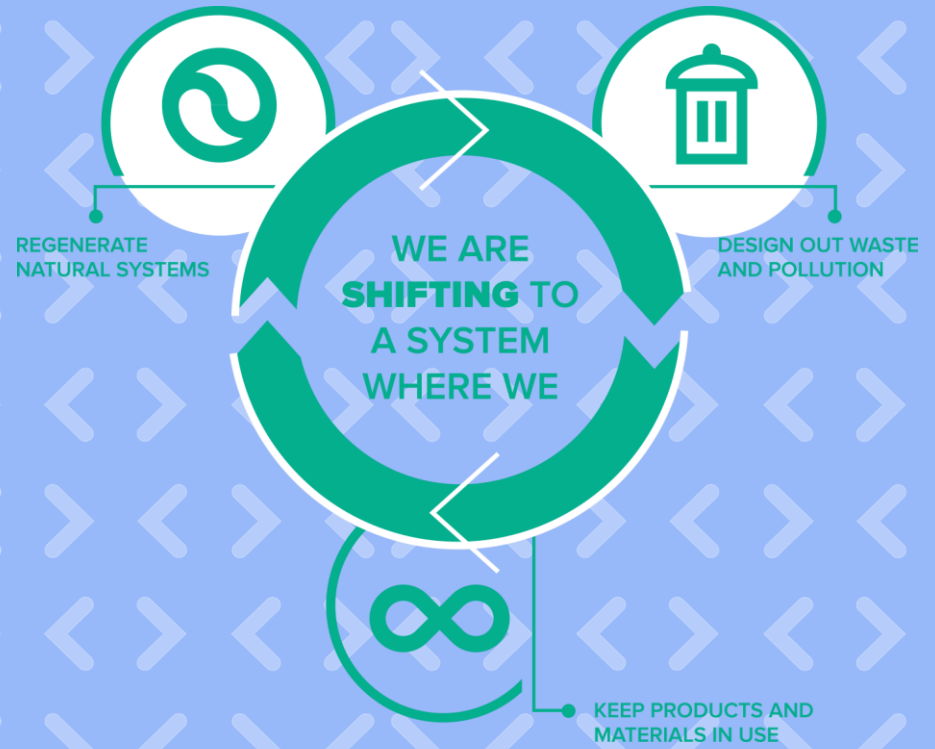 WE ARE
SHIFTING TO
A SYSTEM
WHERE WE
REGENERATE
NATURAL SYSTEMS
DESIGN OUT WASTE
AND POLLUTION
KEEP PRODUCTS AND
MATERIALS IN USE